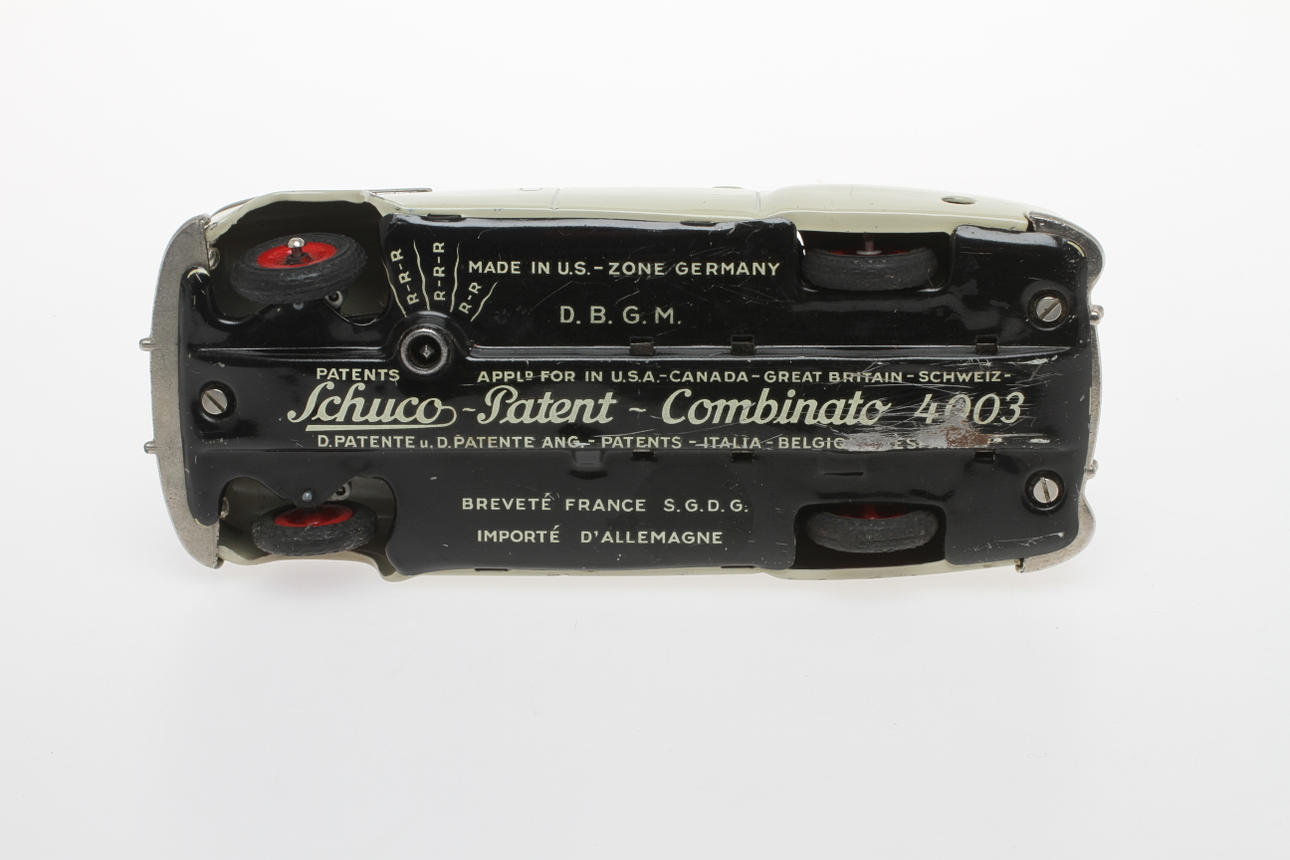 R-R-R
R-R-R
R-R
MADE IN U.S.-ZONE GERMANY
D.B.G.M.
PATENTS APPLD FOR IN U.S.A.-CANADA-GREAT BRITAIN-SCHWEIZ-
Schuco-Patent-Combinato 4003
D.PATENTE u. D.PATENTE ANG.-PATENTS-ITALIA-
BREVETÉ FRANCE S.G.D.G.
IMPORTÉ D'ALLEMAGNE